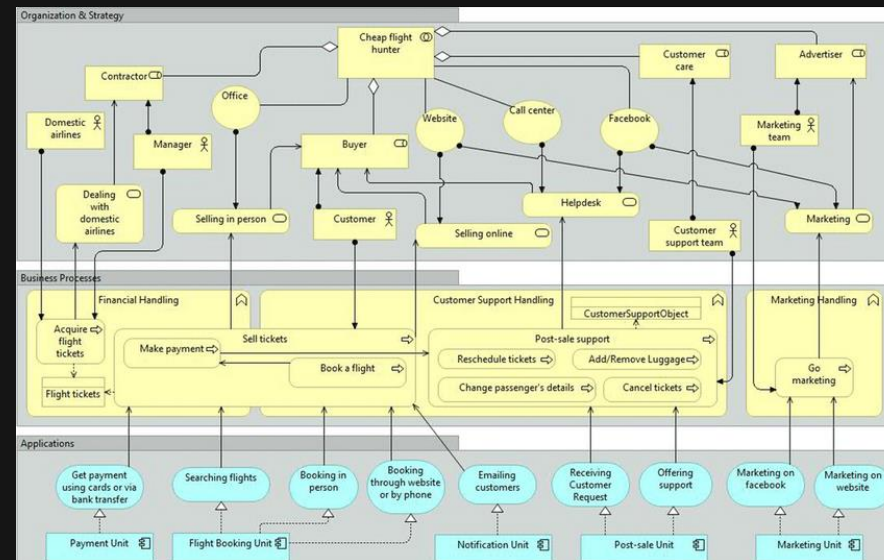 Organization & Strategy
Cheap flight
hunter
Contractor
Customer
care
Advertiser
Office
Domestic
airlines
Manager
Website
Call center
Facebook
Marketing
team
Buyer
Dealing
with
domestic
airlines
Selling in person
Customer
Selling online
Helpdesk
Customer
support team
Marketing
Business Processes
Financial Handling
Customer Support Handling
Marketing Handling
CustomerSupportObject
Acquire
flight
tickets
Sell tickets
Post-sale support
Make payment
Book a flight
Reschedule tickets
Add/Remove Luggage
Go
marketing
Flight tickets
Change passenger's details
Cancel tickets
Applications
Get payment
using cards or via
bank transfer
Searching flights
Booking in
person
Booking
through website
or by phone
Emailing
customers
Receiving
Customer
Request
Offering
support
Marketing on
facebook
Marketing on
website
Payment Unit
Flight Booking Unit
Notification Unit
Post-sale Unit
Marketing Unit